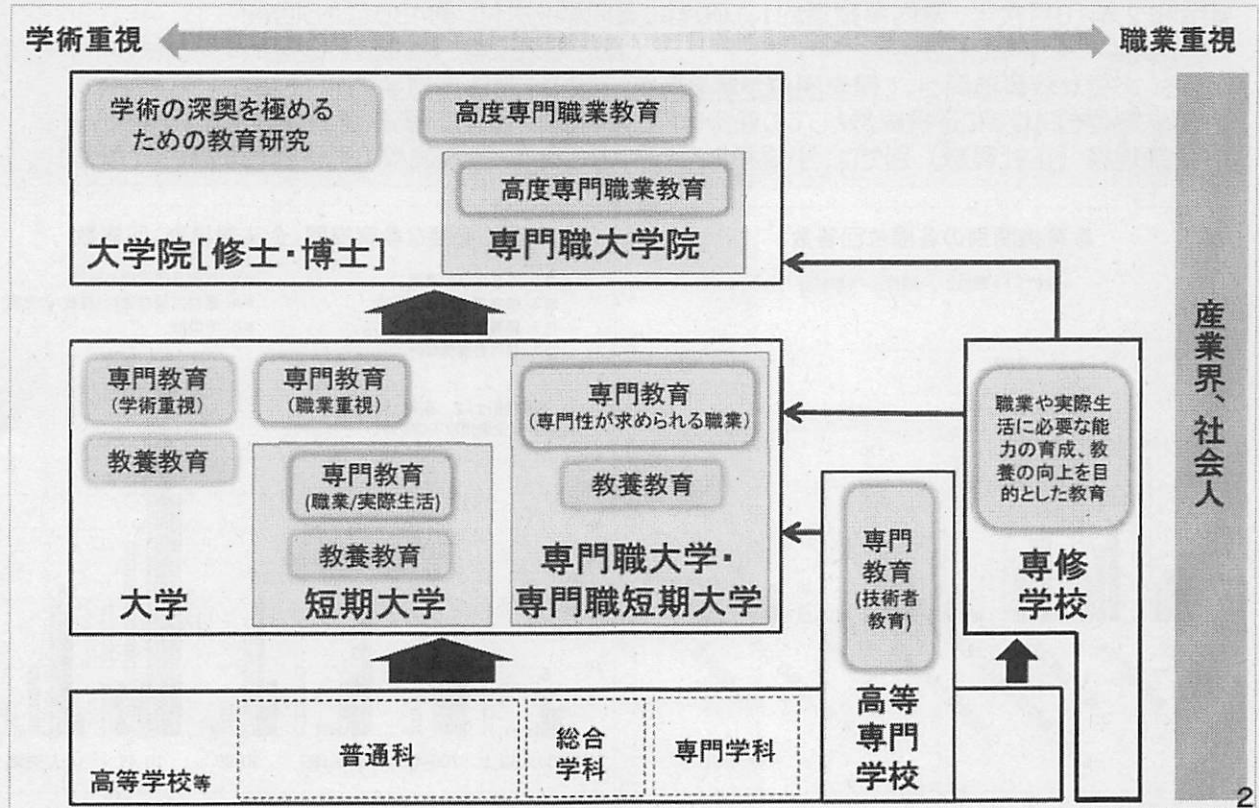 学術重視
職業重視
学術の深奥を極める
ための教育研究
高度専門職業教育
高度専門職業教育
大学院[修士・博士]
専門職大学院
専門教育
(学術重視)
教養教育
大学
専門教育
(職業重視)
専門教育
(職業/実際生活)
教養教育
短期大学
専門教育
(専門性が求められる職業)
教養教育
専門職大学・
専門職短期大学
専門
教育
(技術者
教育)
高等
専門
学校
職業や実際生
活に必要な能
力の育成、教
養の向上を目
的とした教育
専修
学校
産業界、社会人
高等学校等
普通科
総合
学科
専門学科
2